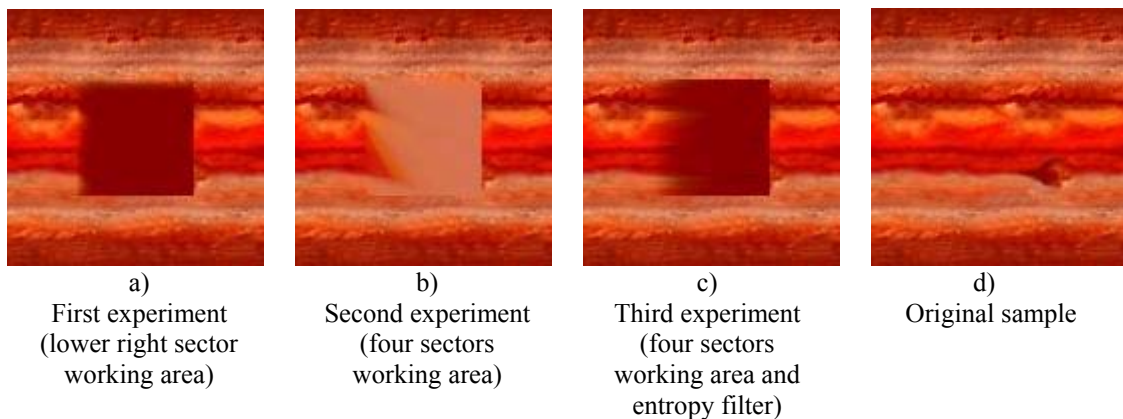 a)
First experiment
(lower right sector
working area)
b)
Second experiment
(four sectors
working area)
c)
Third experiment
(four sectors
working area and
entropy filter)
d)
Original sample